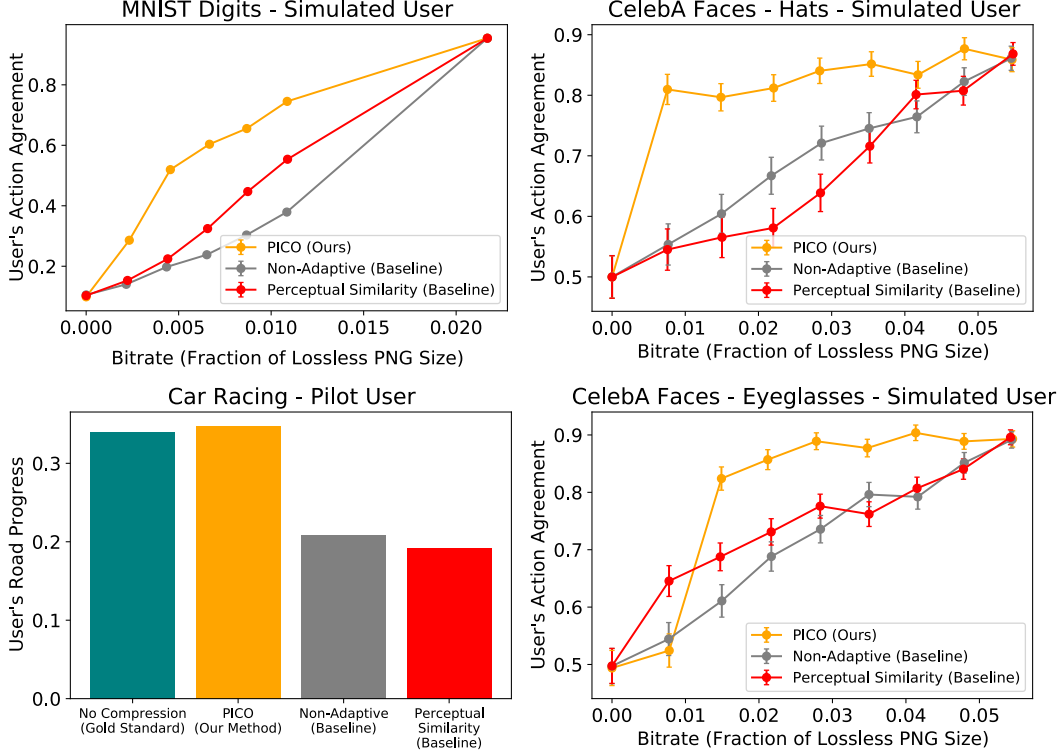 MNIST Digits - Simulated User
User's Action Agreement
0.8
0.6
0.4
0.2
PICO (Ours)
Non-Adaptive (Baseline)
Perceptual Similarity (Baseline)
0.000 0.005 0.010 0.015 0.020
Bitrate (Fraction of Lossless PNG Size)
CelebA Faces - Hats - Simulated User
User's Action Agreement
0.9
0.8
0.7
0.6
0.5
PICO (Ours)
Non-Adaptive (Baseline)
Perceptual Similarity (Baseline)
0.00 0.01 0.02 0.03 0.04 0.05
Bitrate (Fraction of Lossless PNG Size)
Car Racing - Pilot User
User's Road Progress
0.3
0.2
0.1
0.0
No Compression
(Gold Standard)
PICO
(Our Method)
Non-Adaptive
(Baseline)
Perceptual
Similarity
(Baseline)
CelebA Faces - Eyeglasses - Simulated User
User's Action Agreement
0.9
0.8
0.7
0.6
0.5
PICO (Ours)
Non-Adaptive (Baseline)
Perceptual Similarity (Baseline)
0.00 0.01 0.02 0.03 0.04 0.05
Bitrate (Fraction of Lossless PNG Size)